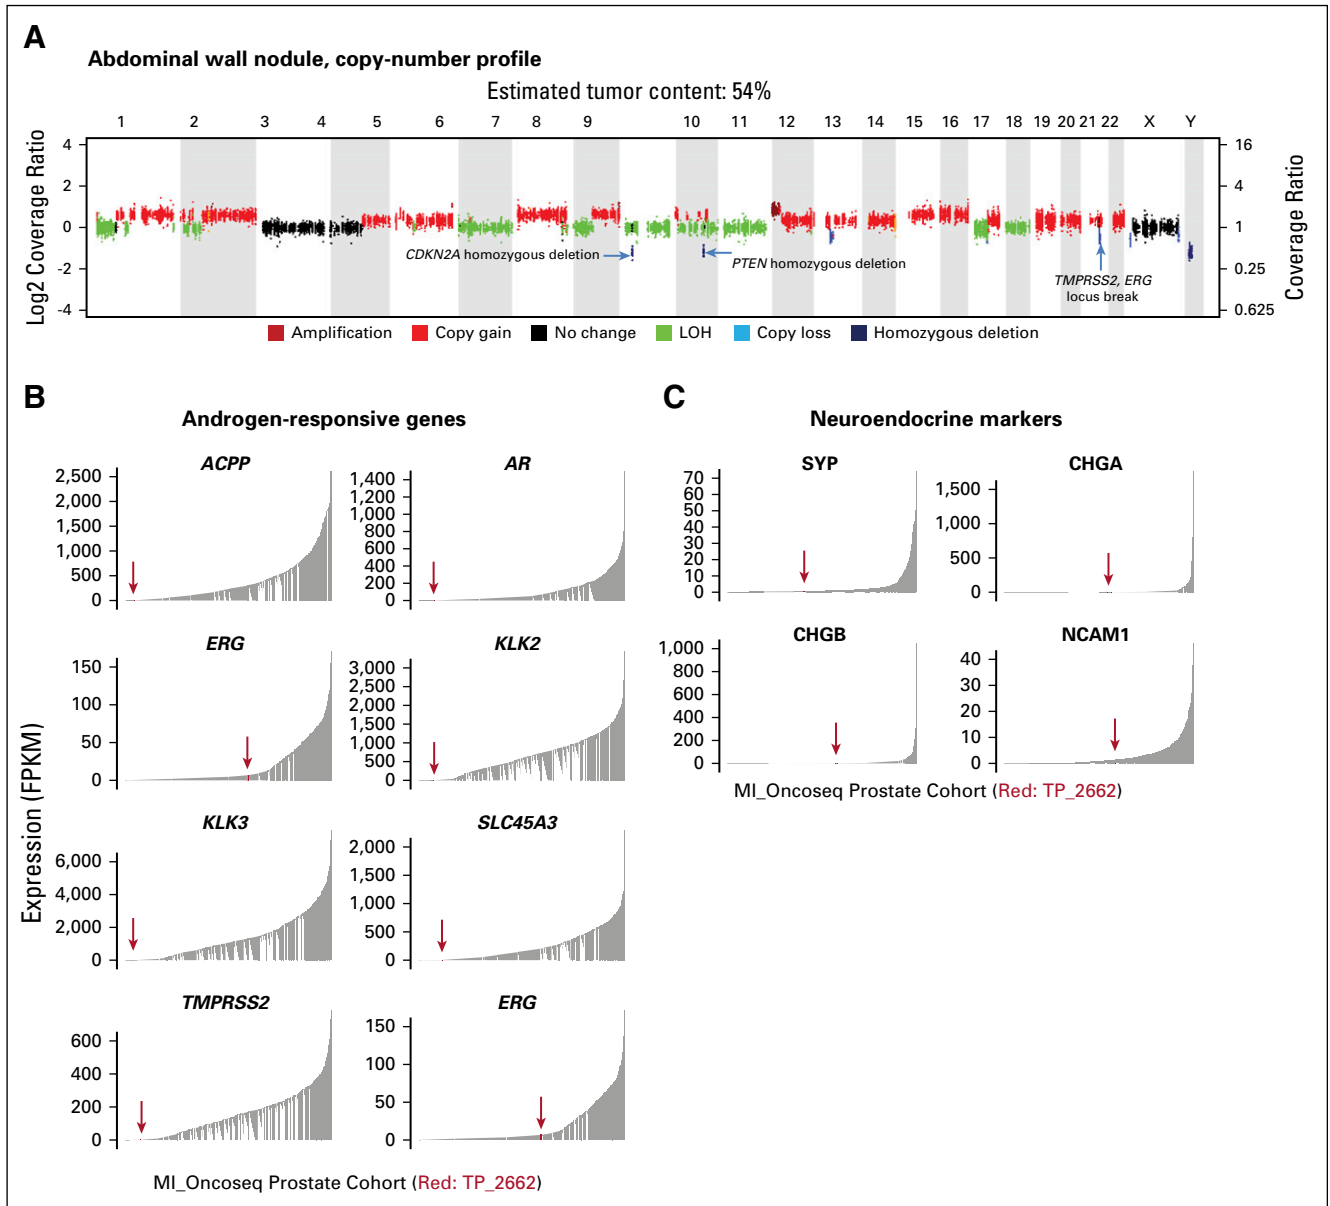 A
Abdominal wall nodule, copy-number profile
Estimated tumor content: 54%
1 2 3 4 5 6 7 8 9 10 11 12 13 14 15 16 17 18 19 20 21 22 X Y
Log2 Coverage Ratio
4
2
0
-2
-4
16
4
1
0.25
0.625
Coverage Ratio
CDKN2A homozygous deletion
PTEN homozygous deletion
TMPRSS2, ERG
locus break
Amplification Copy gain No change LOH Copy loss Homozygous deletion
B
Androgen-responsive genes
Expression (FPKM)
ACPP
2,500
2,000
1,500
1,000
500
0
AR
1,400
1,200
1,000
800
600
400
200
0
ERG
150
100
50
0
KLK2
3,000
2,500
2,000
1,500
1,000
500
0
KLK3
6,000
4,000
2,000
0
SLC45A3
2,000
1,500
1,000
500
0
TMPRSS2
600
400
200
0
ERG
150
100
50
0
MI_Oncoseq Prostate Cohort (Red: TP_2662)
C
Neuroendocrine markers
SYP
70
60
50
40
30
20
10
0
CHGA
1,500
1,000
500
0
CHGB
1,000
800
600
400
200
0
NCAM1
40
30
20
10
0
MI_Oncoseq Prostate Cohort (Red: TP_2662)